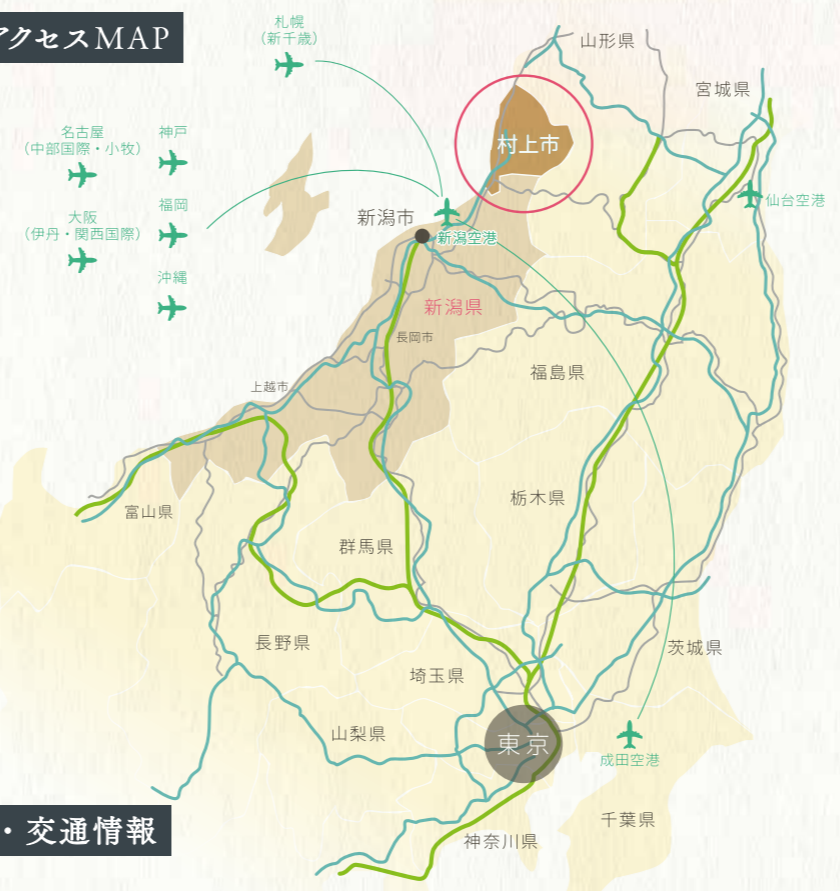 アクセスMAP
札幌
(新千歳)
山形県
宮城県
名古屋
(中部国際・小牧)
神戸
村上市
福岡
大阪
(伊丹・関西国際)
仙台空港
新潟市
新潟空港
沖縄
新潟県
長岡市
福島県
上越市
栃木県
富山県
群馬県
長野県
茨城県
埼玉県
山梨県
東京
成田空港
千葉県
・交通情報
神奈川県